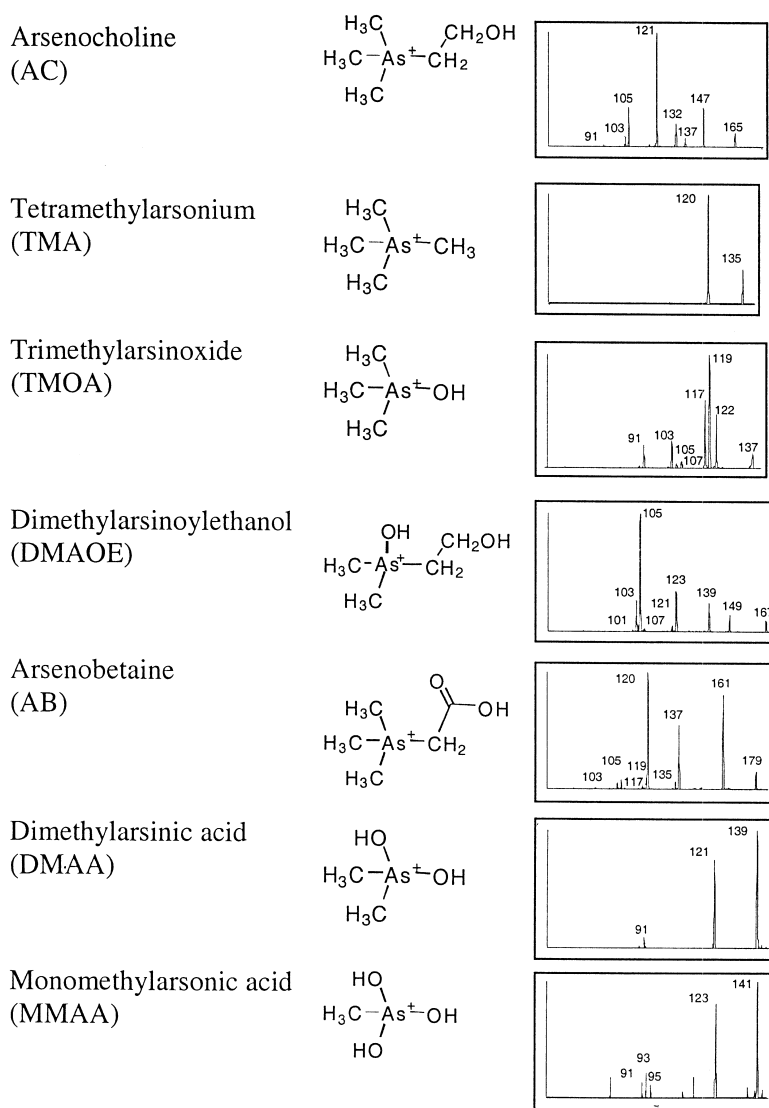 Arsenocholine
(AC)
H₃C
CH₂OH
H₃C-As⁺-CH₂
H₃C
121
105
147
132
103
137
91
165
Tetramethylarsonium
(TMA)
H₃C
H₃C-As⁺-CH₃
H₃C
120
135
Trimethylarsinoxide
(TMOA)
H₃C
H₃C-As⁺-OH
H₃C
119
117
122
91
103
105
107
137
Dimethylarsinoylethanol
(DMAOE)
OH
CH₂OH
H₃C-As⁺-CH₂
H₃C
105
103
123
121
139
149
167
101
107
Arsenobetaine
(AB)
O
OH
H₃C
H₃C-As⁺-CH₂
H₃C
120
161
137
105
119
135
179
103
117
Dimethylarsinic acid
(DMAA)
HO
H₃C-As⁺-OH
H₃C
139
121
91
Monomethylarsonic acid
(MMAA)
HO
H₃C-As⁺-OH
HO
141
123
93
91
95